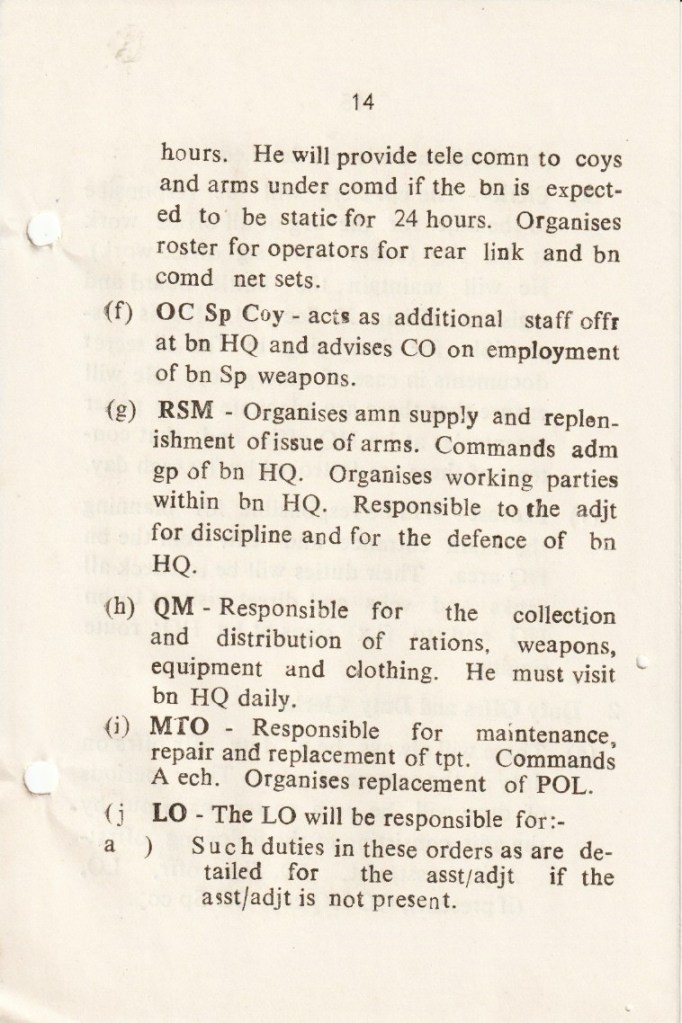 14
hours. He will provide tele comn to coys
and arms under comd if the bn is expect-
ed to be static for 24 hours. Organises
roster for operators for rear link and bn
comd net sets.
(f) OC Sp Coy - acts as additional staff offr
at bn HQ and advises CO on employment
of bn Sp weapons.
(g) RSM - Organises amn supply and replen-
ishment of issue of arms. Commands adm
gp of bn HQ. Organises working parties
within bn HQ. Responsible to the adjt
for discipline and for the defence of bn
HQ.
(h) QM - Responsible for the collection
and distribution of rations, weapons,
equipment and clothing. He must visit
bn HQ daily.
(i) MTO - Responsible for maintenance,
repair and replacement of tpt. Commands
A ech. Organises replacement of POL.
(j LO - The LO will be responsible for:-
a ) Such duties in these orders as are de-
tailed for the asst/adjt if the
asst/adjt is not present.